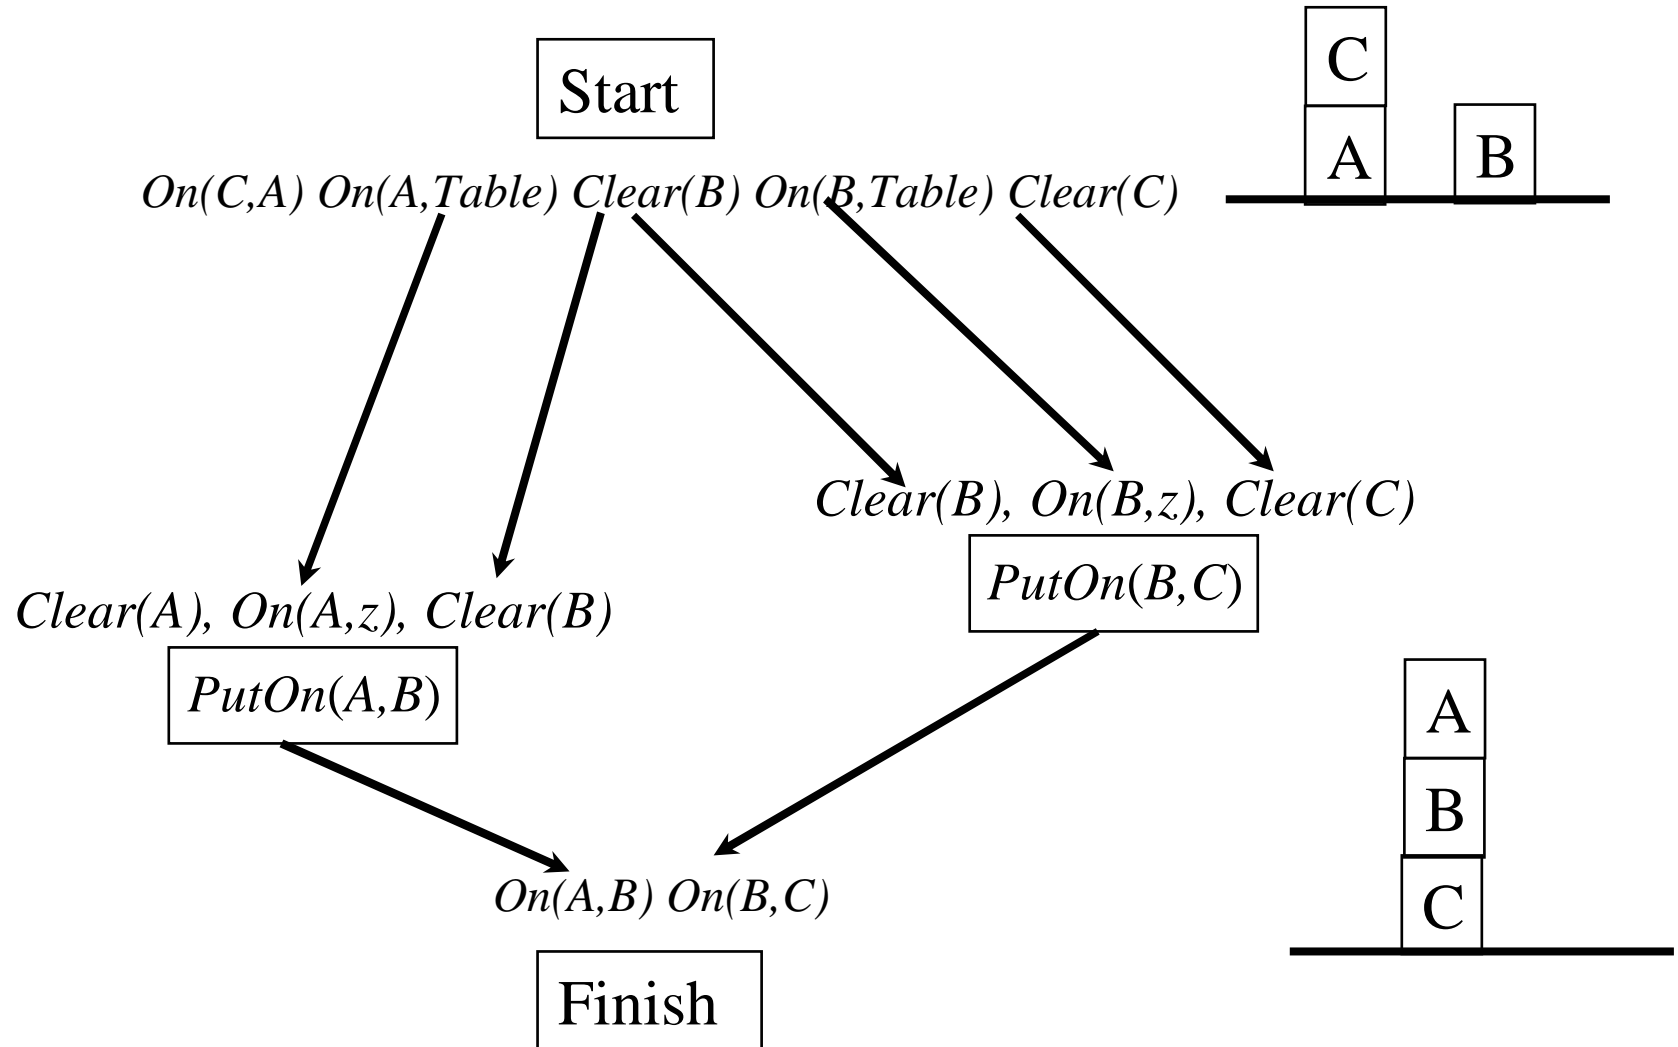 C
Start
A B
On(C,A) On(A,Table) Clear(B) On(B,Table) Clear(C)
Clear(B), On(B,z), Clear(C)
PutOn(B,C)
Clear(A), On(A,z), Clear(B)
PutOn(A,B)
A
B
On(A,B) On(B,C)
C
Finish